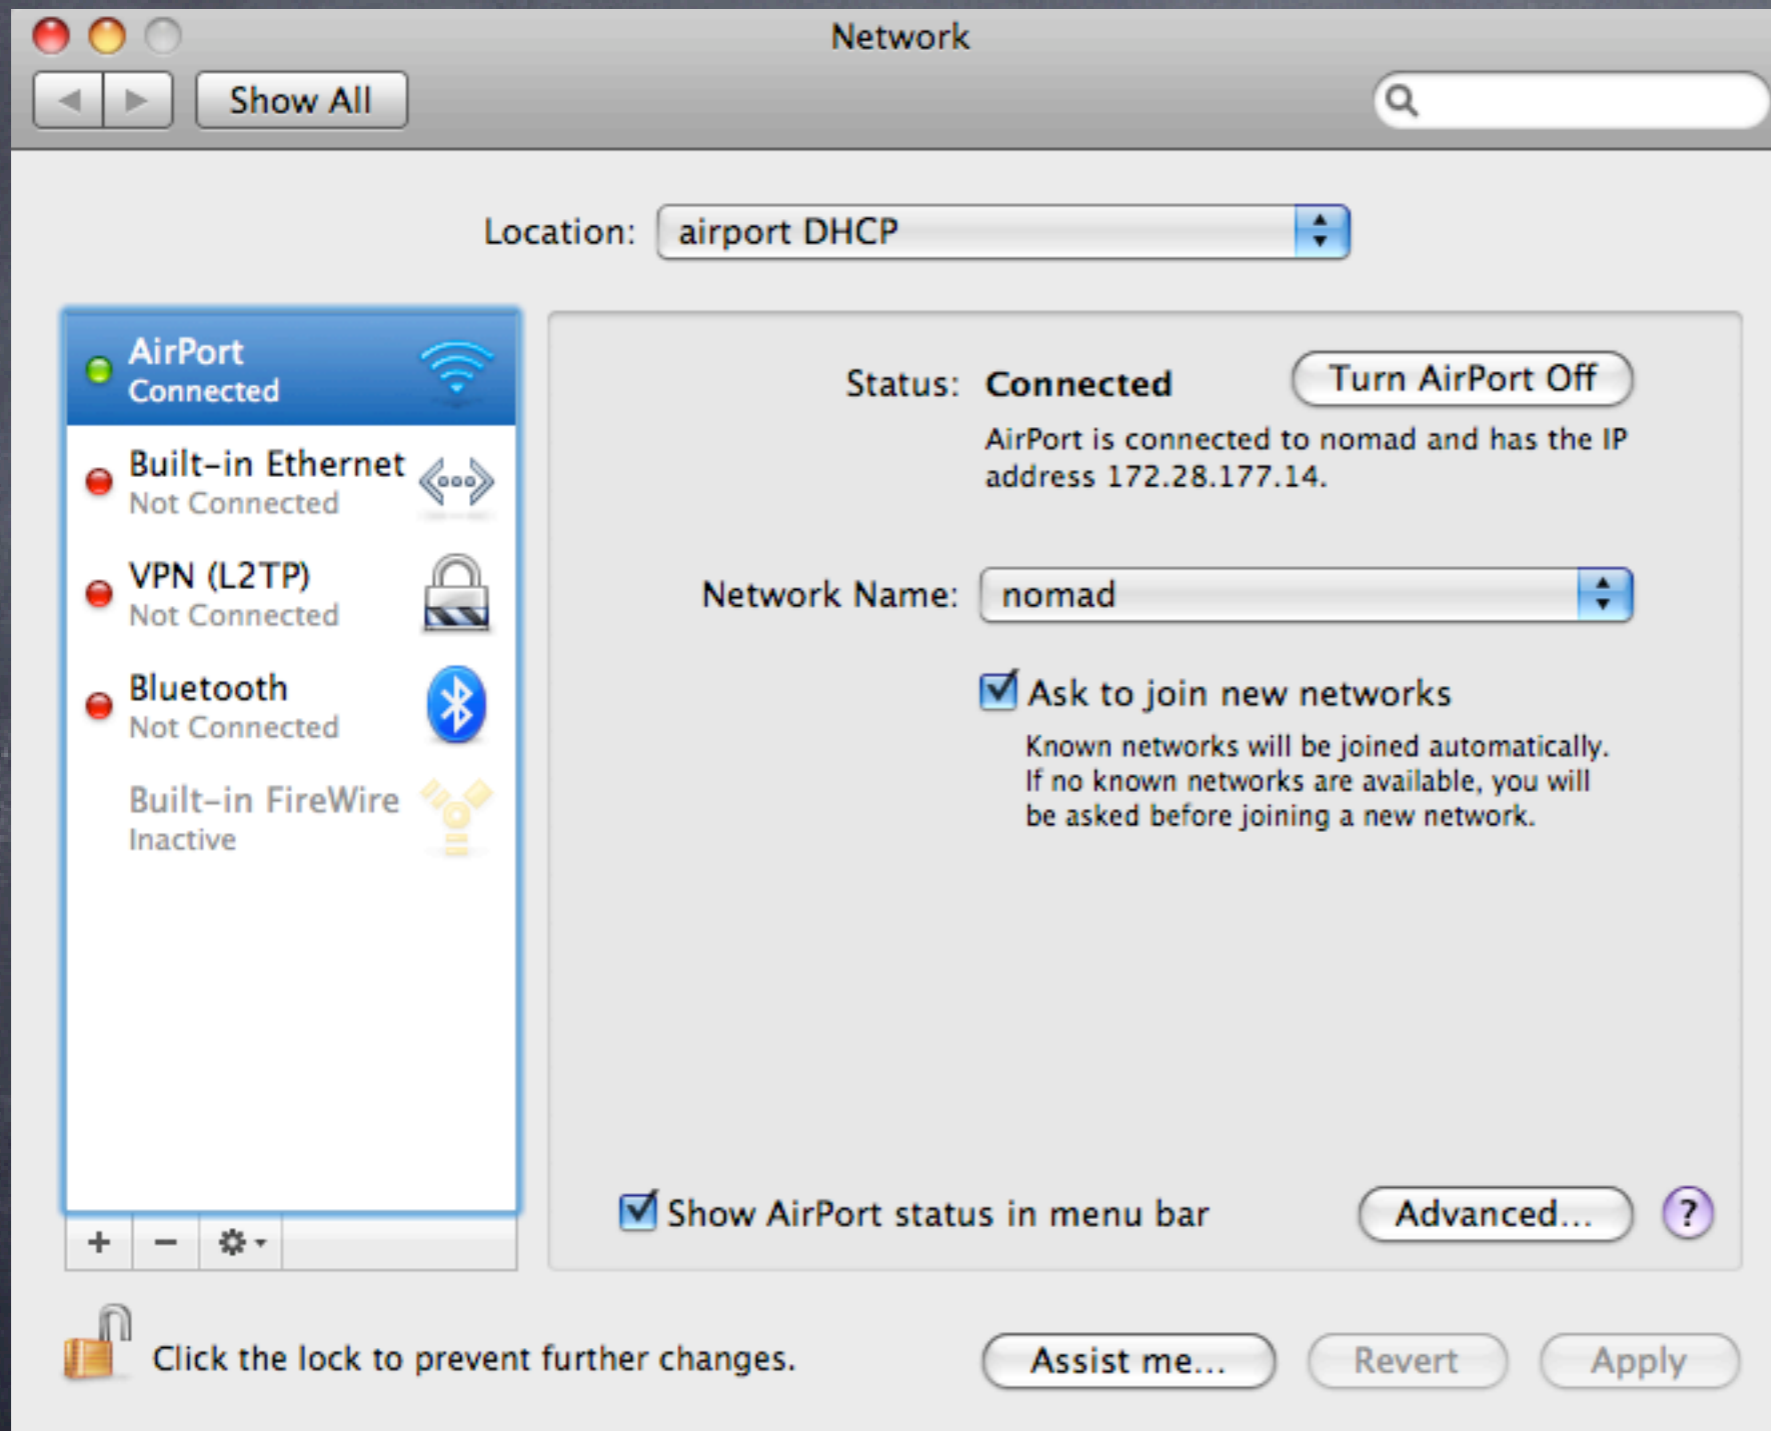 Network
Show All
Location: airport DHCP
AirPort
Connected
Built-in Ethernet
Not Connected
VPN (L2TP)
Not Connected
Bluetooth
Not Connected
Built-in FireWire
Inactive
Status: Connected Turn AirPort Off
AirPort is connected to nomad and has the IP
address 172.28.177.14.
Network Name: nomad
Ask to join new networks
Known networks will be joined automatically.
If no known networks are available, you will
be asked before joining a new network.
Show AirPort status in menu bar Advanced... ?
Click the lock to prevent further changes. Assist me... Revert Apply